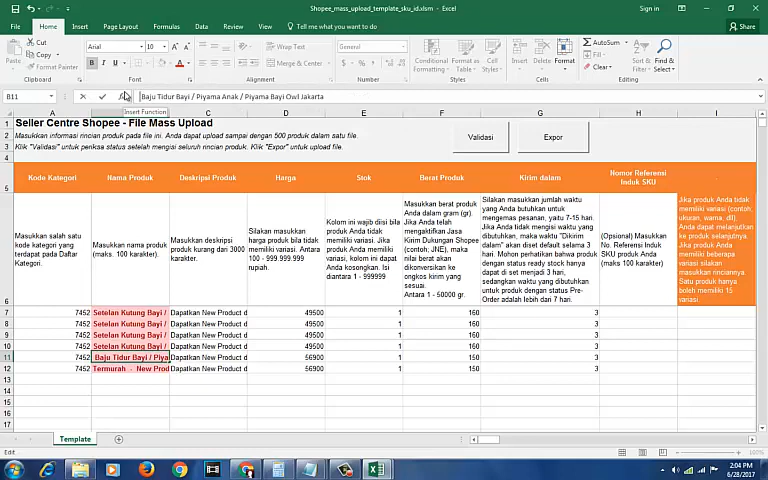 Shopee_mass_upload_template_sku_id.xlsm - Excel
Sign in
File Home Insert Page Layout Formulas Data Review View Tell me what you want to do
Share
Cut
Copy
Format Painter
Paste
Clipboard
Arial 10
B I U
Font
Wrap Text
Merge & Center
Alignment
General
Number
Conditional Formatting
Format as Table
Cell Styles
Styles
Insert Delete Format
Cells
AutoSum
Fill
Clear
Sort & Filter
Find & Select
Editing
B11
Baju Tidur Bayi / Piyama Anak / Piyama Bayi Owl Jakarta
Insert Function
A B C D E F G H I
1 Seller Centre Shopee - File Mass Upload
2 Masukkan informasi rincian produk pada file ini. Anda dapat upload sampai dengan 500 produk dalam satu file.
3 Klik "Validasi" untuk periksa status setelah mengisi seluruh rincian produk. Klik "Expor" untuk upload file.
Validasi
Expor
4
5 Kode Kategori Nama Produk Deskripsi Produk Harga Stok Berat Produk Kirim dalam Nomor Referensi Induk SKU
6
Masukkan salah satu kode kategori yang terdapat pada Daftar Kategori.
Masukkan nama produk (maks. 100 karakter).
Masukkan deskripsi produk kurang dari 3000 karakter.
Silakan masukkan harga produk bila tidak memiliki variasi. Antara 100 - 999.999.999 rupiah.
Kolom ini wajib diisi bila produk Anda tidak memiliki variasi. Jika produk Anda memiliki variasi, kolom ini dapat Anda kosongkan. Isi diantara 1 - 999999
Masukkan berat produk Anda dalam gram (gr). Jika Anda telah mengaktifkan Jasa Kirim Dukungan Shopee (contoh: JNE), maka nilai berat akan dikonversikan ke ongkos kirim yang sesuai. Antara 1 - 50000 gr.
Silakan masukkan jumlah waktu yang Anda butuhkan untuk mengemas pesanan, yaitu 7-15 hari. Jika Anda tidak mengisi waktu yang dibutuhkan, maka waktu "Dikirim dalam" akan diset default selama 3 hari. Mohon perhatikan bahwa produk dengan status ready stock hanya dapat di set menjadi 3 hari, sedangkan waktu yang dibutuhkan untuk produk dengan status Pre-Order adalah lebih dari 7 hari.
(Optional) Masukkan No. Referensi Induk SKU produk Anda (maks 100 karakter)
Jika produk Anda tidak memiliki variasi (contoh: ukuran, warna, dll), Anda dapat melanjutkan ke produk selanjutnya. Jika produk Anda memiliki beberapa variasi silakan masukkan rinciannya. Satu produk hanya boleh memiliki 15 variasi.
7 7452 Setelan Kutung Bayi / Dapatkan New Product d 49500 1 160 3
8 7452 Setelan Kutung Bayi / Dapatkan New Product d 49500 1 160 3
9 7452 Setelan Kutung Bayi / Dapatkan New Product d 49500 1 160 3
10 7452 Setelan Kutung Bayi / Dapatkan New Product d 49500 1 160 3
11 7452 Baju Tidur Bayi / Piya Dapatkan New Product d 56900 1 150 3
12 7452 Termurah - New Prod Dapatkan New Product d 56900 1 150 3
13
14
15
16
17
Template
Edit
100%
2:04 PM
6/28/2017